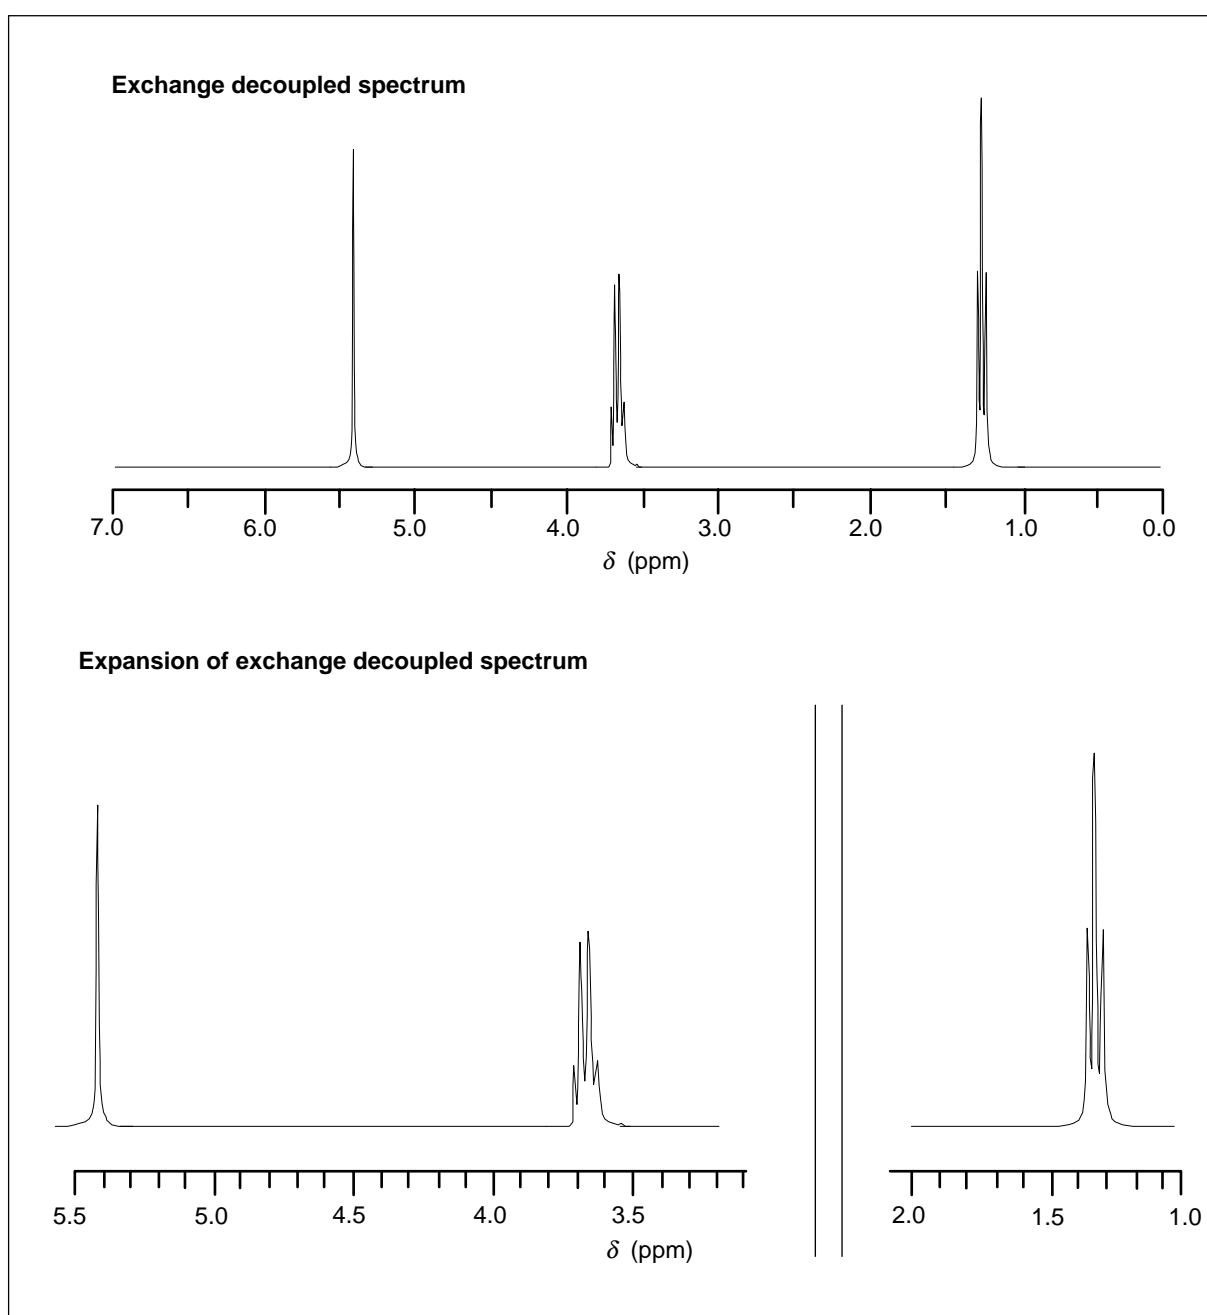 Exchange decoupled spectrum
7.0 6.0 5.0 4.0 3.0 2.0 1.0 0.0
δ (ppm)
Expansion of exchange decoupled spectrum
5.5 5.0 4.5 4.0 3.5 2.0 1.5 1.0
δ (ppm)